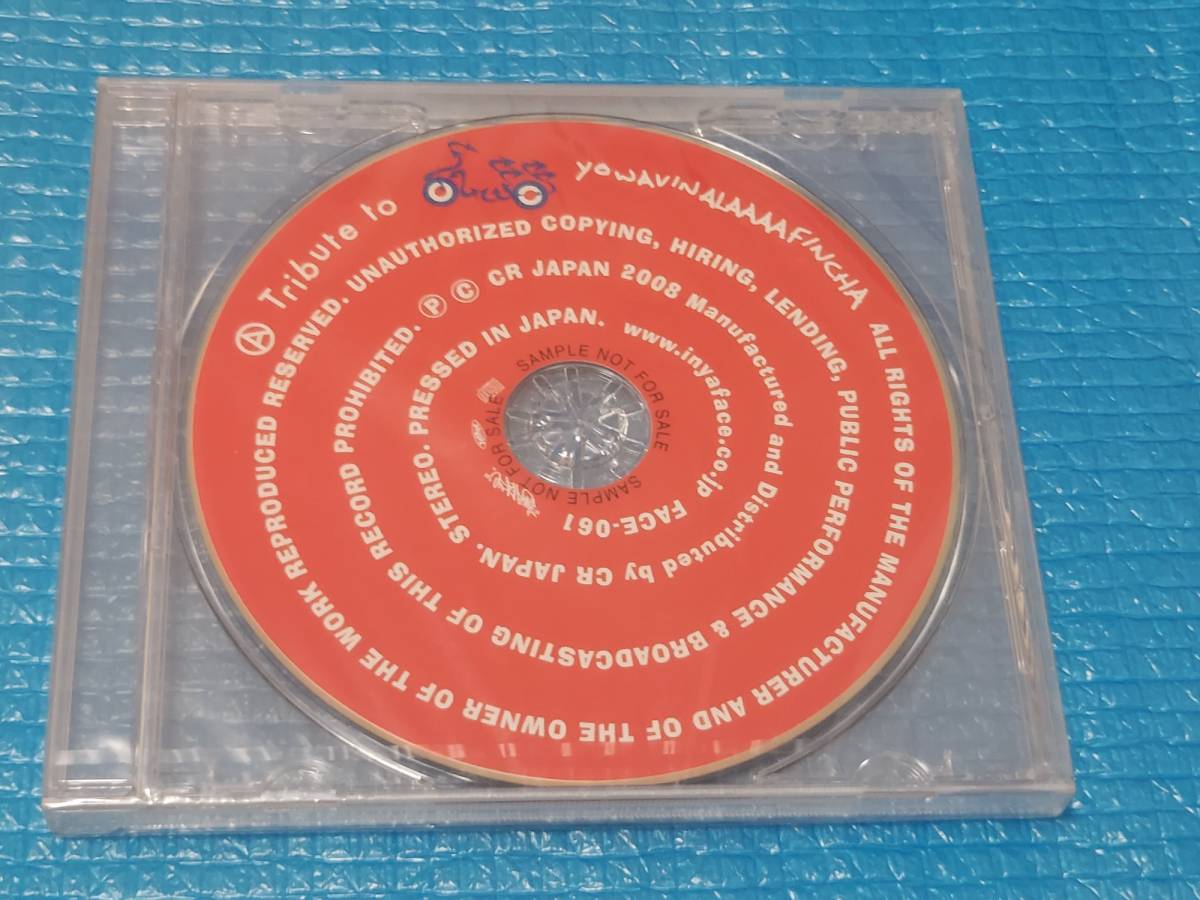 Ⓐ Tribute to
YOWAVINALAAAAFINCHA
ALL RIGHTS OF THE MANUFACTURER AND OF THE OWNER OF THE WORK REPRODUCED RESERVED. UNAUTHORIZED COPYING, HIRING, LENDING, PUBLIC PERFORMANCE & BROADCASTING OF THIS RECORD PROHIBITED. Ⓟ Ⓒ CR JAPAN 2008 Manufactured and Distributed by CR JAPAN. STEREO. PRESSED IN JAPAN. www.inyaface.co.jp FACE-061
SAMPLE NOT FOR SALE
SAMPLE NOT FOR SALE